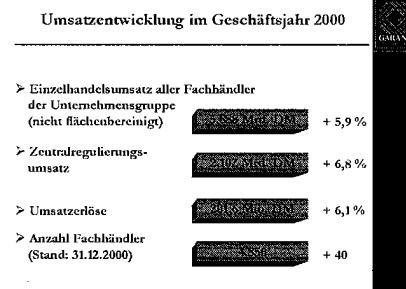 Umsatzentwicklung im Geschäftsjahr 2000
GARAN
➢ Einzelhandelsumsatz aller Fachhändler
der Unternehmensgruppe
(nicht flächenbereinigt)
+ 5,9 %
➢ Zentralregulierungs-
umsatz
+ 6,8 %
➢ Umsatzerlöse
+ 6,1 %
➢ Anzahl Fachhändler
(Stand: 31.12.2000)
+ 40